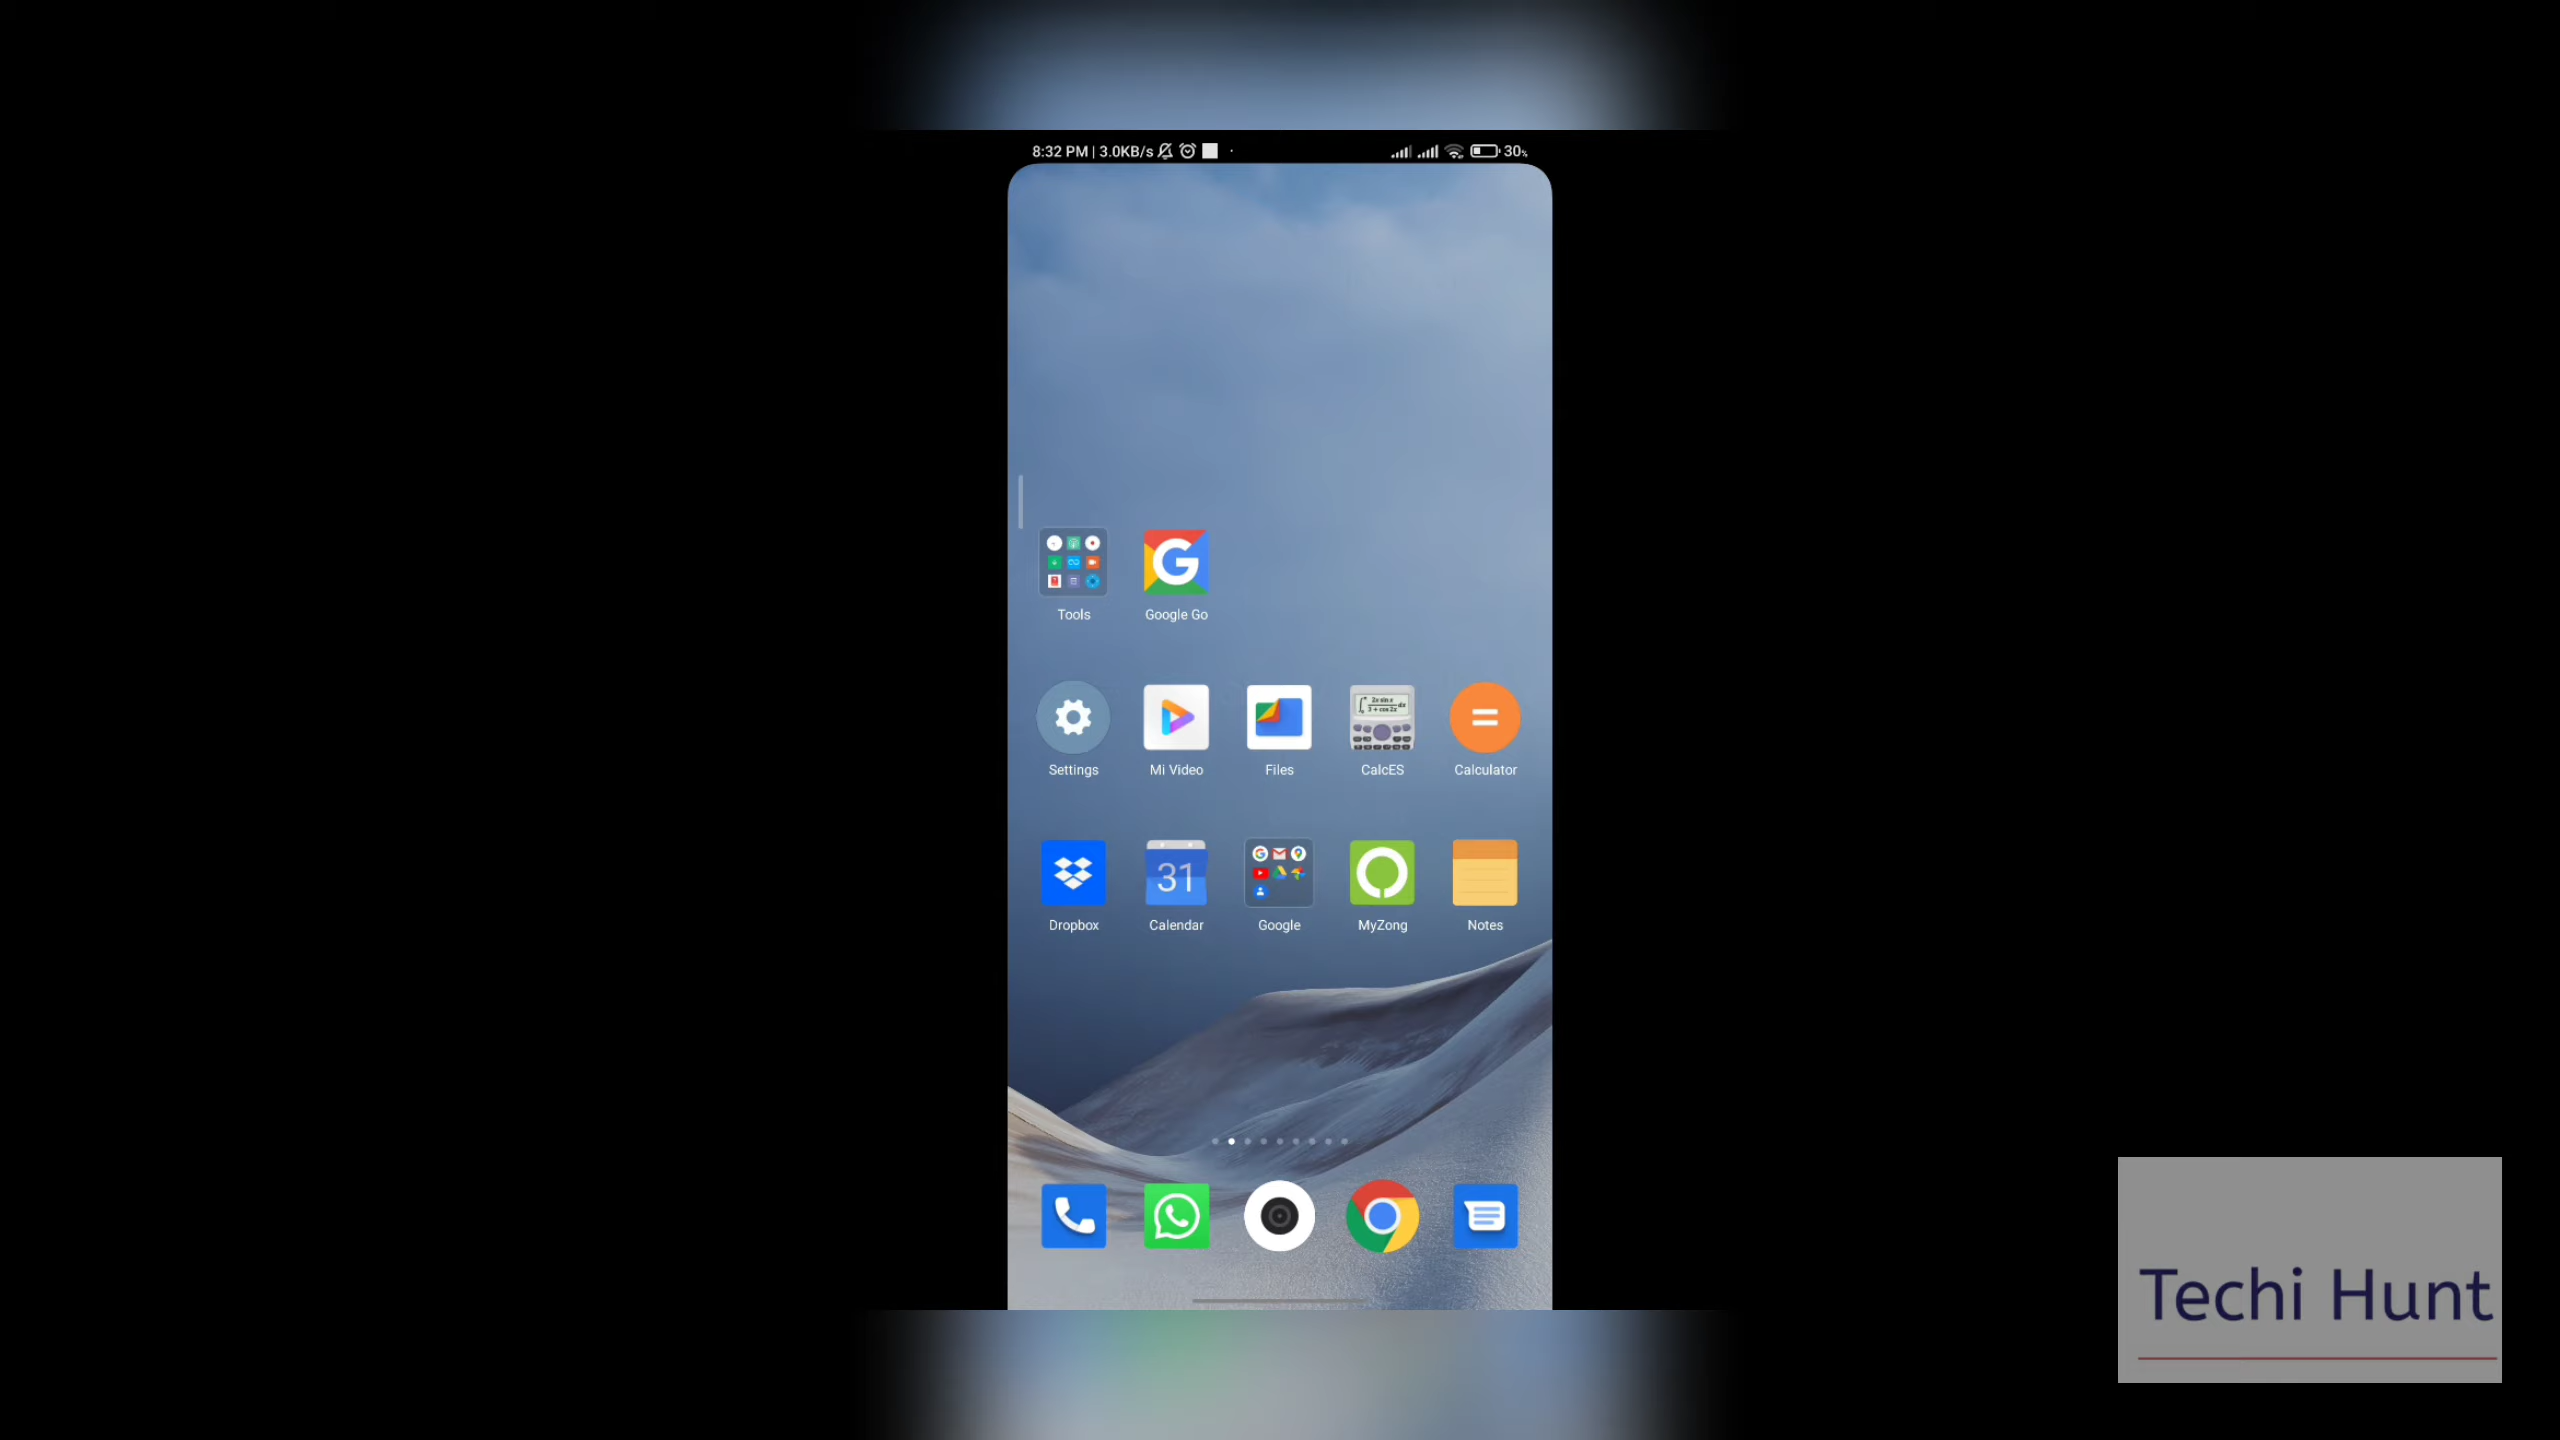 8:32 PM | 3.0KB/s 30%
Tools Google Go
Settings Mi Video Files CalcES Calculator
31
Dropbox Calendar Google MyZong Notes
Techi Hunt